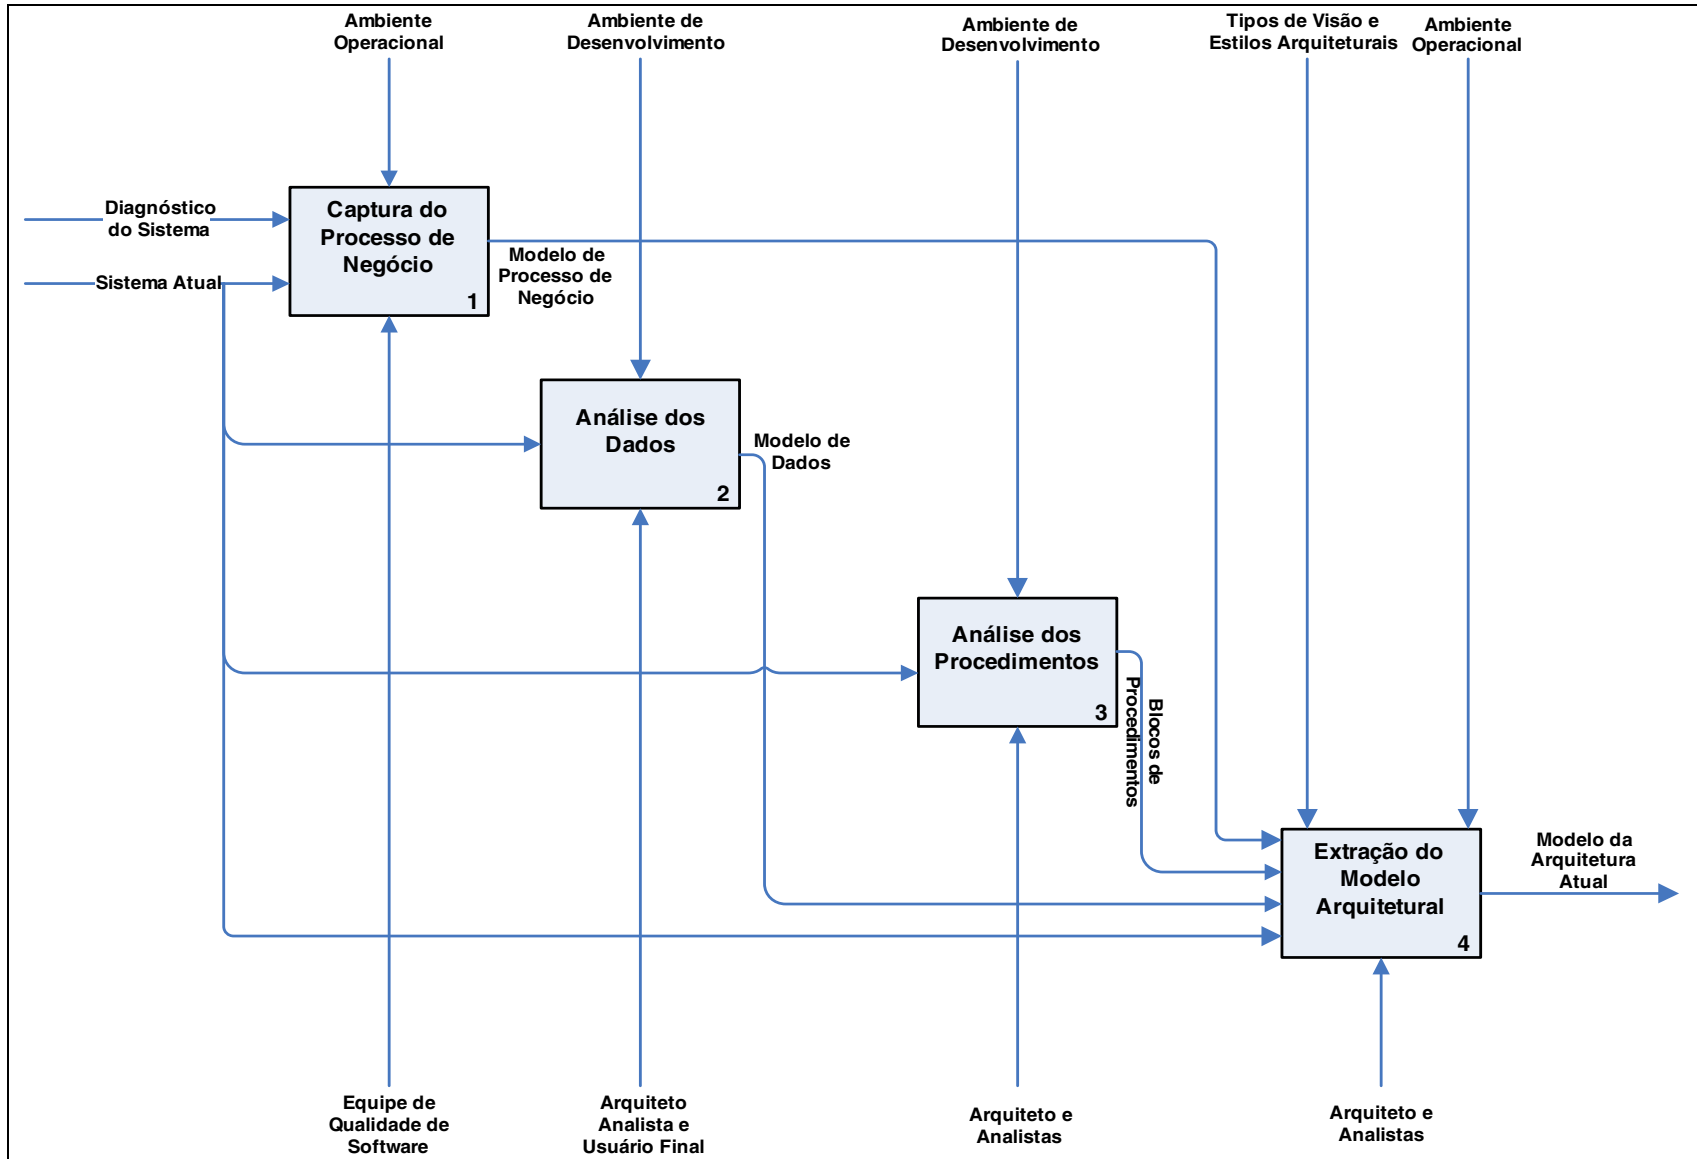 Ambiente
Operacional
Ambiente de
Desenvolvimento
Ambiente de
Desenvolvimento
Tipos de Visão e
Estilos Arquiteturais
Ambiente
Operacional
Diagnóstico
do Sistema
Sistema Atual
Captura do
Processo de
Negócio
1
Modelo de
Processo de
Negócio
Análise dos
Dados
2
Modelo de
Dados
Análise dos
Procedimentos
3
Blocos de
Procedimentos
Extração do
Modelo
Arquitetural
4
Modelo da
Arquitetura
Atual
Equipe de
Qualidade de
Software
Arquiteto
Analista e
Usuário Final
Arquiteto e
Analistas
Arquiteto e
Analistas